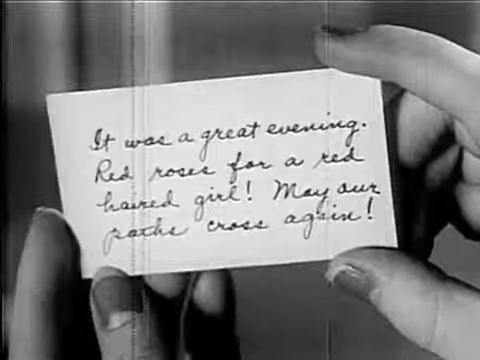 It was a great evening.
Red roses for a red
haired girl! May our
paths cross again!